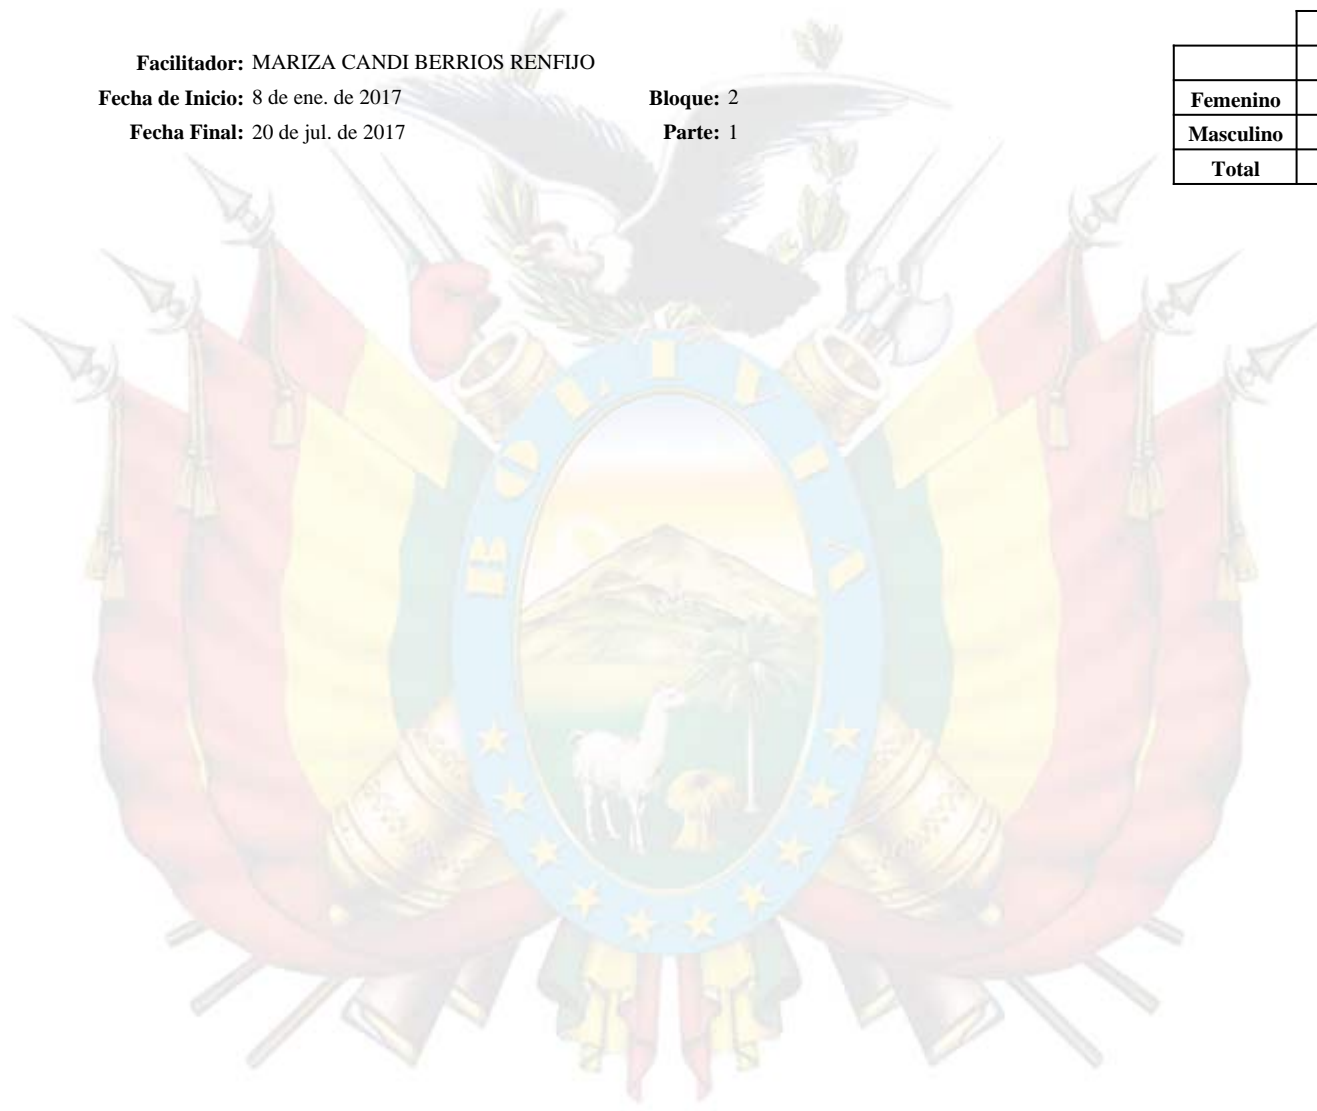 Facilitador: MARIZA CANDI BERRIOS RENFIJO
Fecha de Inicio: 8 de ene. de 2017 Bloque: 2
Fecha Final: 20 de jul. de 2017 Parte: 1
Femenino
Masculino
Total
BOLIVIA